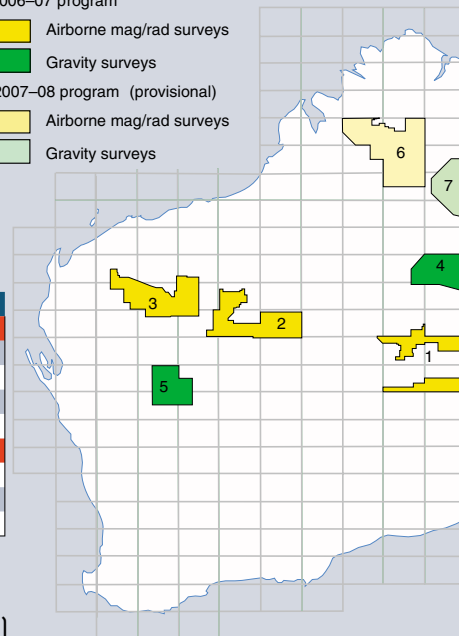 006–07 program
Airborne mag/rad surveys
Gravity surveys
2007–08 program (provisional)
Airborne mag/rad surveys
Gravity surveys
6
7
4
3
2
1
5
)